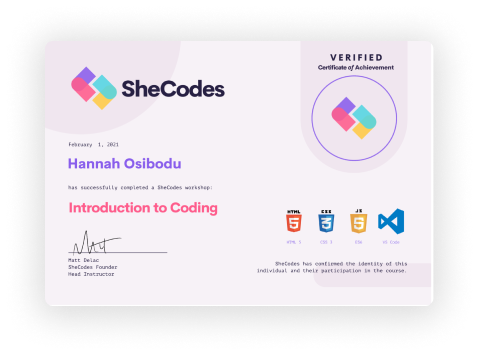 VERIFIED
Certificate of Achievement
SheCodes
February 1, 2021
Hannah Osibodu
has successfully completed a SheCodes workshop:
Introduction to Coding
HTML
CSS
JS
HTML 5
CSS 3
ES6
VS Code
Matt Delac
SheCodes Founder
Head Instructor
SheCodes has confirmed the identity of this
individual and their participation in the course.